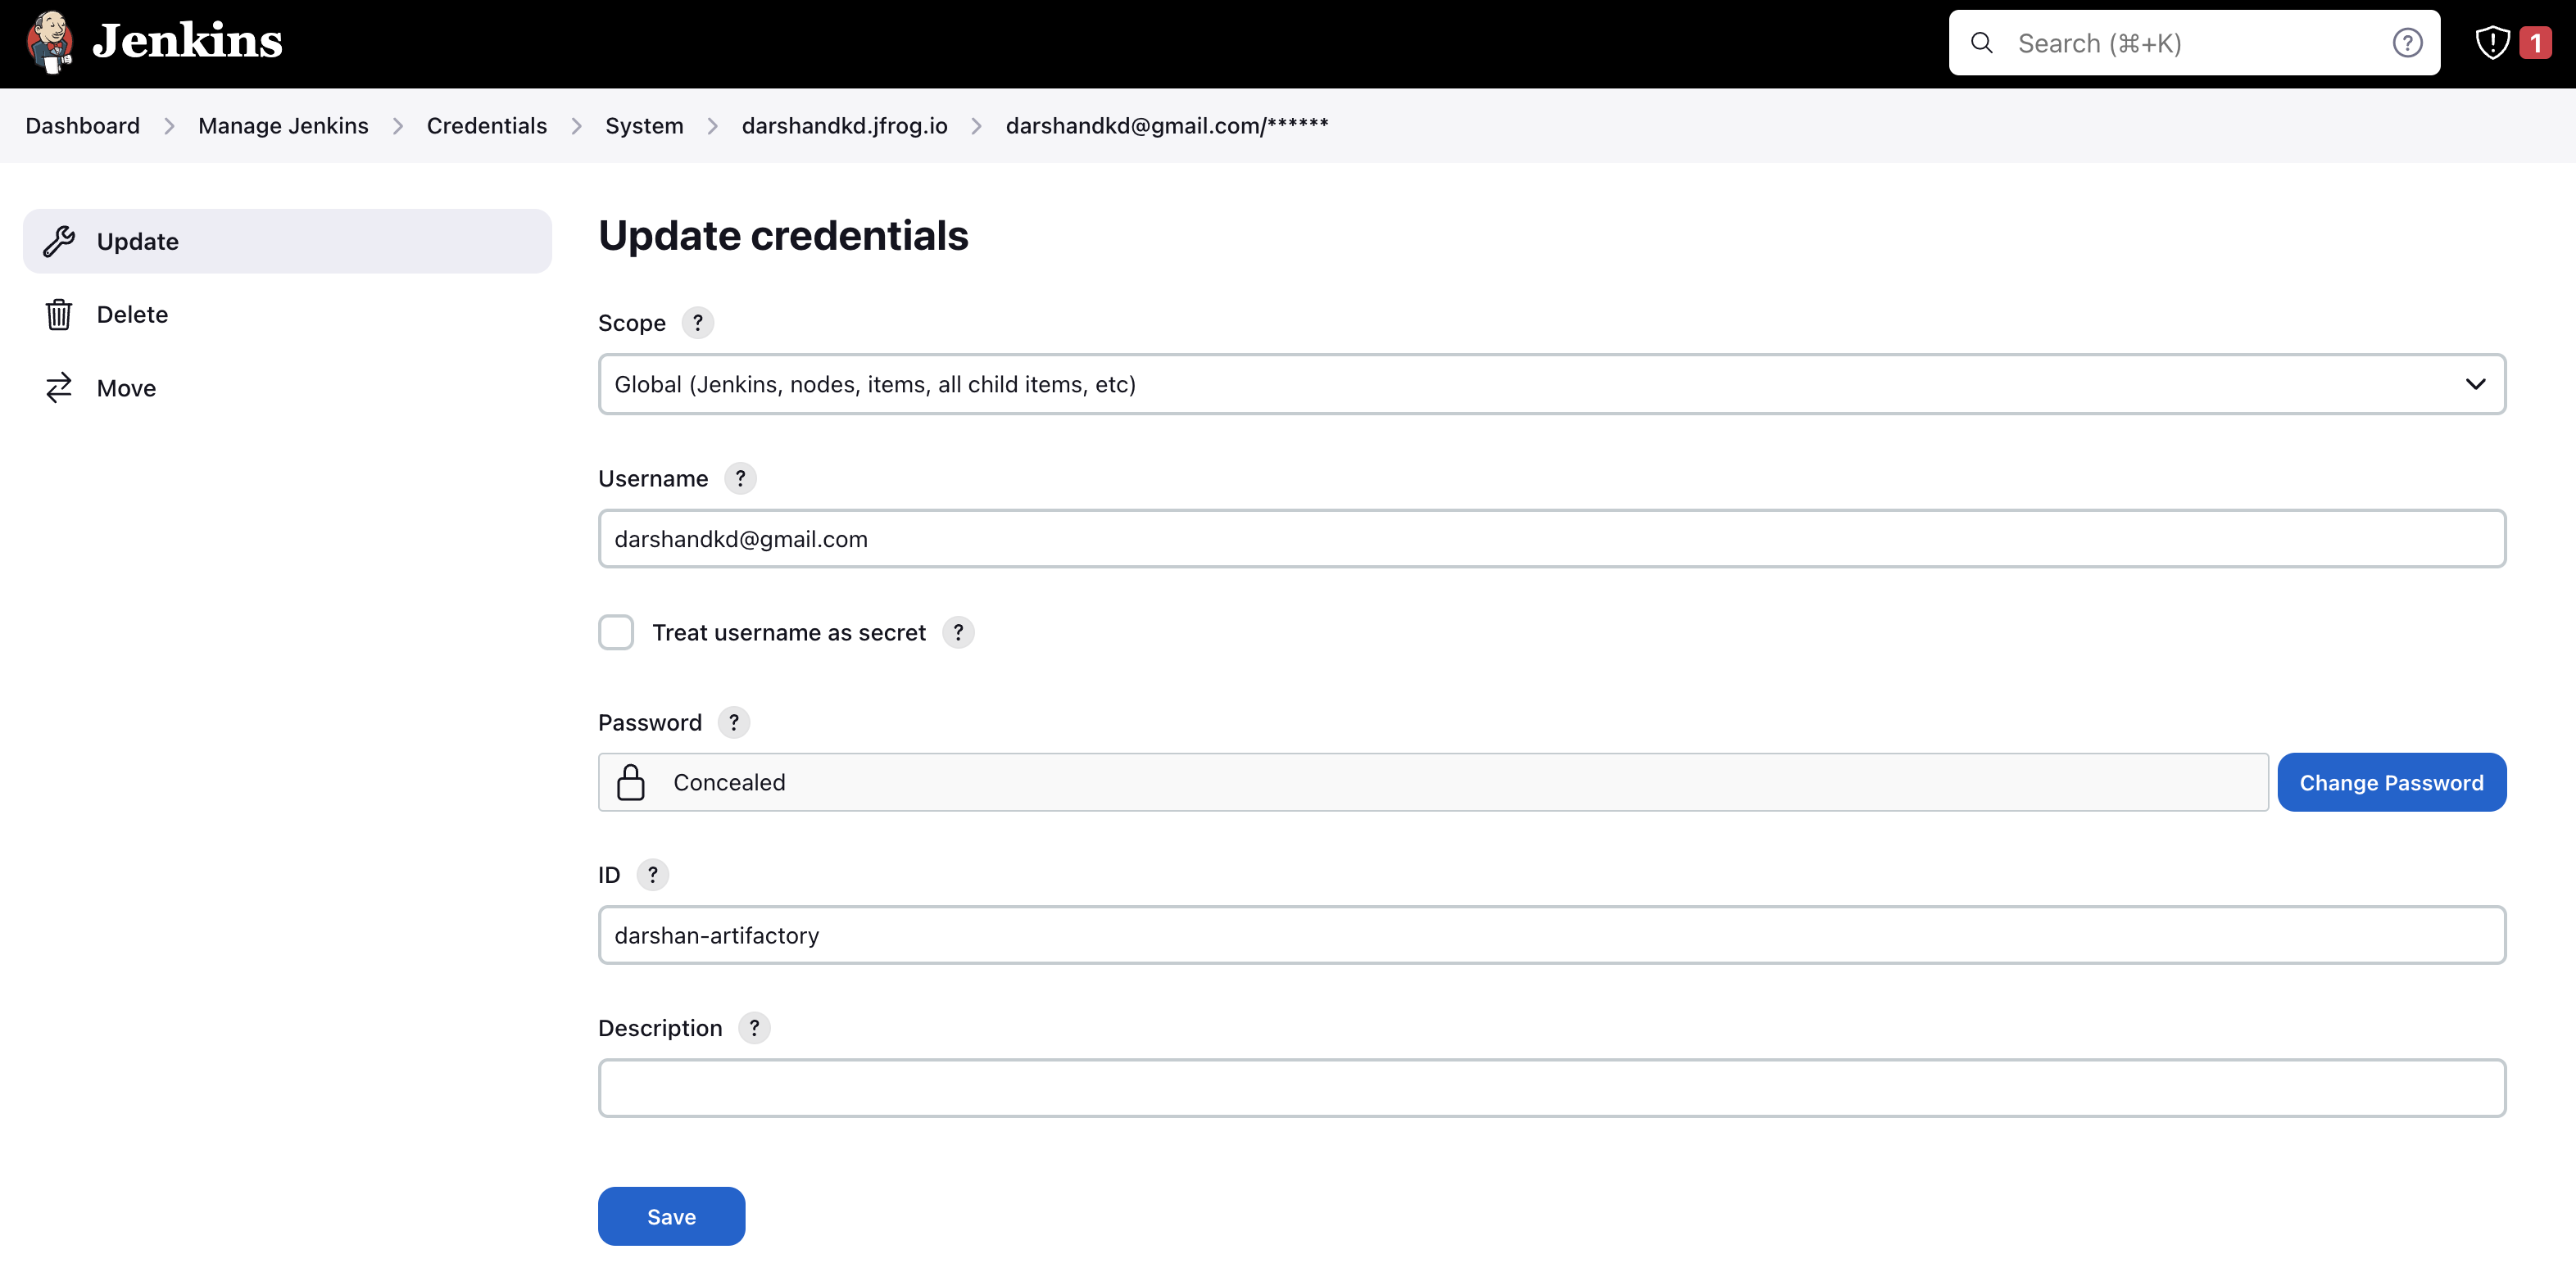 Jenkins
Search (⌘+K)
?
1
Dashboard
Manage Jenkins
Credentials
System
darshandkd.jfrog.io
darshandkd@gmail.com/******
Update
Delete
Move
Update credentials
Scope ?
Global (Jenkins, nodes, items, all child items, etc)
Username ?
darshandkd@gmail.com
Treat username as secret ?
Password ?
Concealed
Change Password
ID ?
darshan-artifactory
Description ?
Save